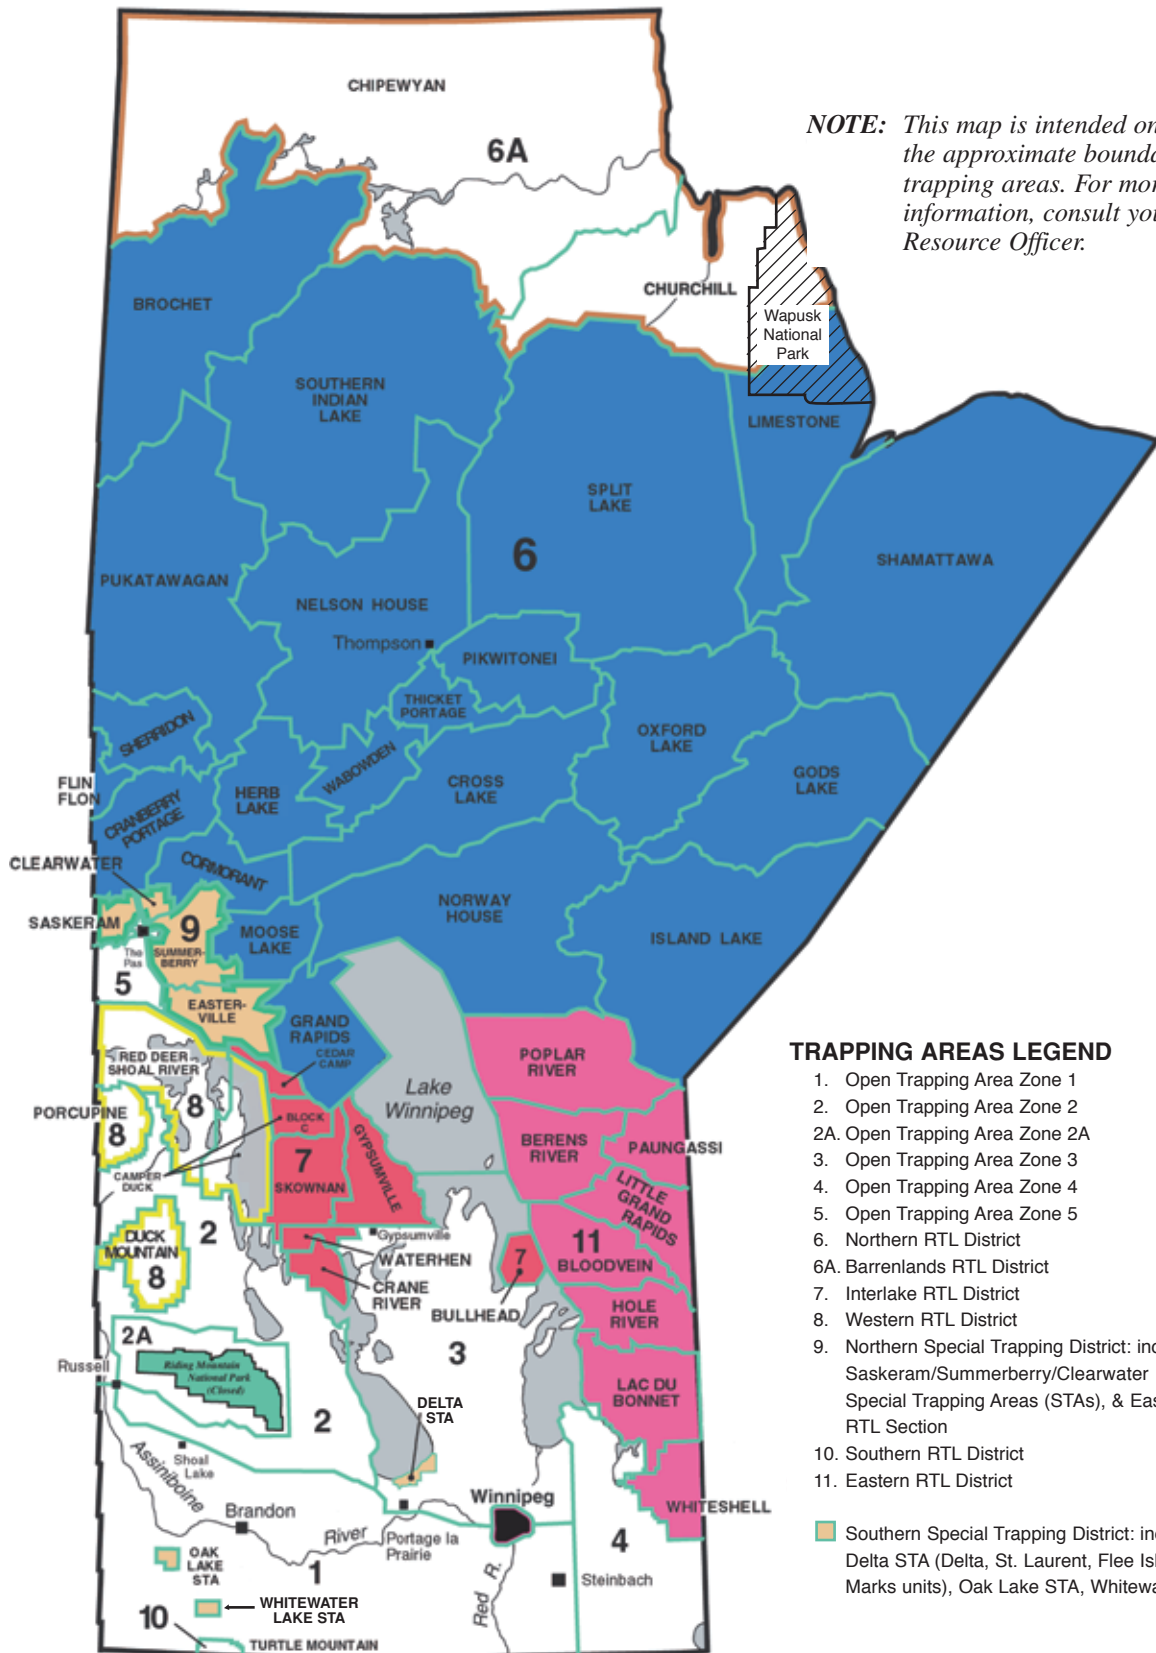 CHIPEWYAN
6A
NOTE: This map is intended on
the approximate bounda
trapping areas. For mor
information, consult you
Resource Officer.
BROCHET
CHURCHILL
Wapusk
National
Park
SOUTHERN
INDIAN
LAKE
LIMESTONE
SPLIT
LAKE
6
SHAMATTAWA
PUKATAWAGAN
NELSON HOUSE
Thompson
PIKWITONEI
THICKET
PORTAGE
SHERRIDON
OXFORD
LAKE
WABOWDEN
FLIN
FLON
HERB
LAKE
CROSS
LAKE
GODS
LAKE
CRANBERRY
PORTAGE
CLEARWATER
CORMORANT
NORWAY
HOUSE
SASKERAM
9
MOOSE
LAKE
ISLAND LAKE
The
Pas
SUMMER-
BERRY
5
EASTER-
VILLE
GRAND
RAPIDS
CEDAR
CAMP
RED DEER
SHOAL RIVER
Lake
Winnipeg
POPLAR
RIVER
PORCUPINE
8
8
BLOCK
C
GYPSUMVILLE
BERENS
RIVER
PAUNGASSI
CAMPER
DUCK
7
SKOWNAN
LITTLE
GRAND
RAPIDS
DUCK
MOUNTAIN
8
2
Gypsumville
WATERHEN
CRANE
RIVER
7
BULLHEAD
11
BLOODVEIN
HOLE
RIVER
2A
3
Russell
Riding Mountain
National Park
(Closed)
LAC DU
BONNET
2
DELTA
STA
Shoal
Lake
Assiniboine
Winnipeg
WHITESHELL
Brandon
River
Portage la
Prairie
4
OAK
LAKE
STA
1
Red R.
Steinbach
WHITEWATER
LAKE STA
10
TURTLE MOUNTAIN
TRAPPING AREAS LEGEND
1. Open Trapping Area Zone 1
2. Open Trapping Area Zone 2
2A. Open Trapping Area Zone 2A
3. Open Trapping Area Zone 3
4. Open Trapping Area Zone 4
5. Open Trapping Area Zone 5
6. Northern RTL District
6A. Barrenlands RTL District
7. Interlake RTL District
8. Western RTL District
9. Northern Special Trapping District: inc
Saskeram/Summerberry/Clearwater
Special Trapping Areas (STAs), & Eas
RTL Section
10. Southern RTL District
11. Eastern RTL District
Southern Special Trapping District: inc
Delta STA (Delta, St. Laurent, Flee Isl
Marks units), Oak Lake STA, Whitewa